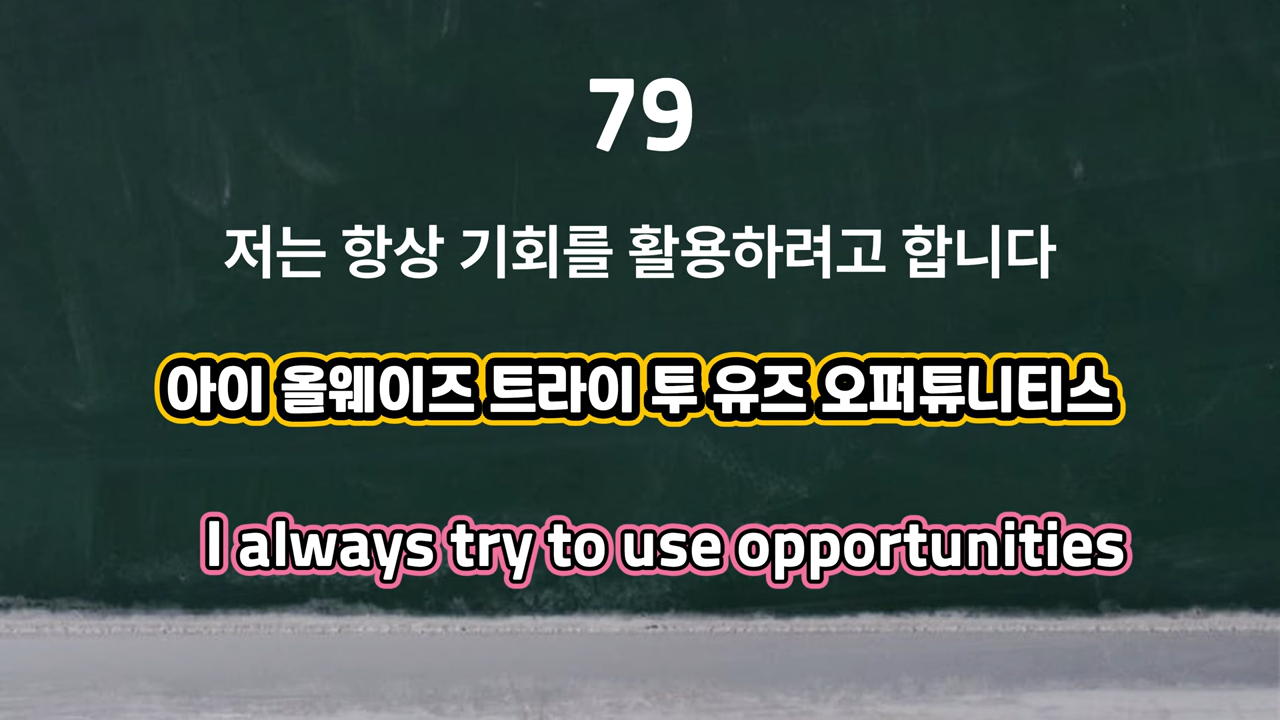 79
저는 항상 기회를 활용하려고 합니다
아이 올웨이즈 트라이 투 유즈 오퍼튜니티스
I always try to use opportunities